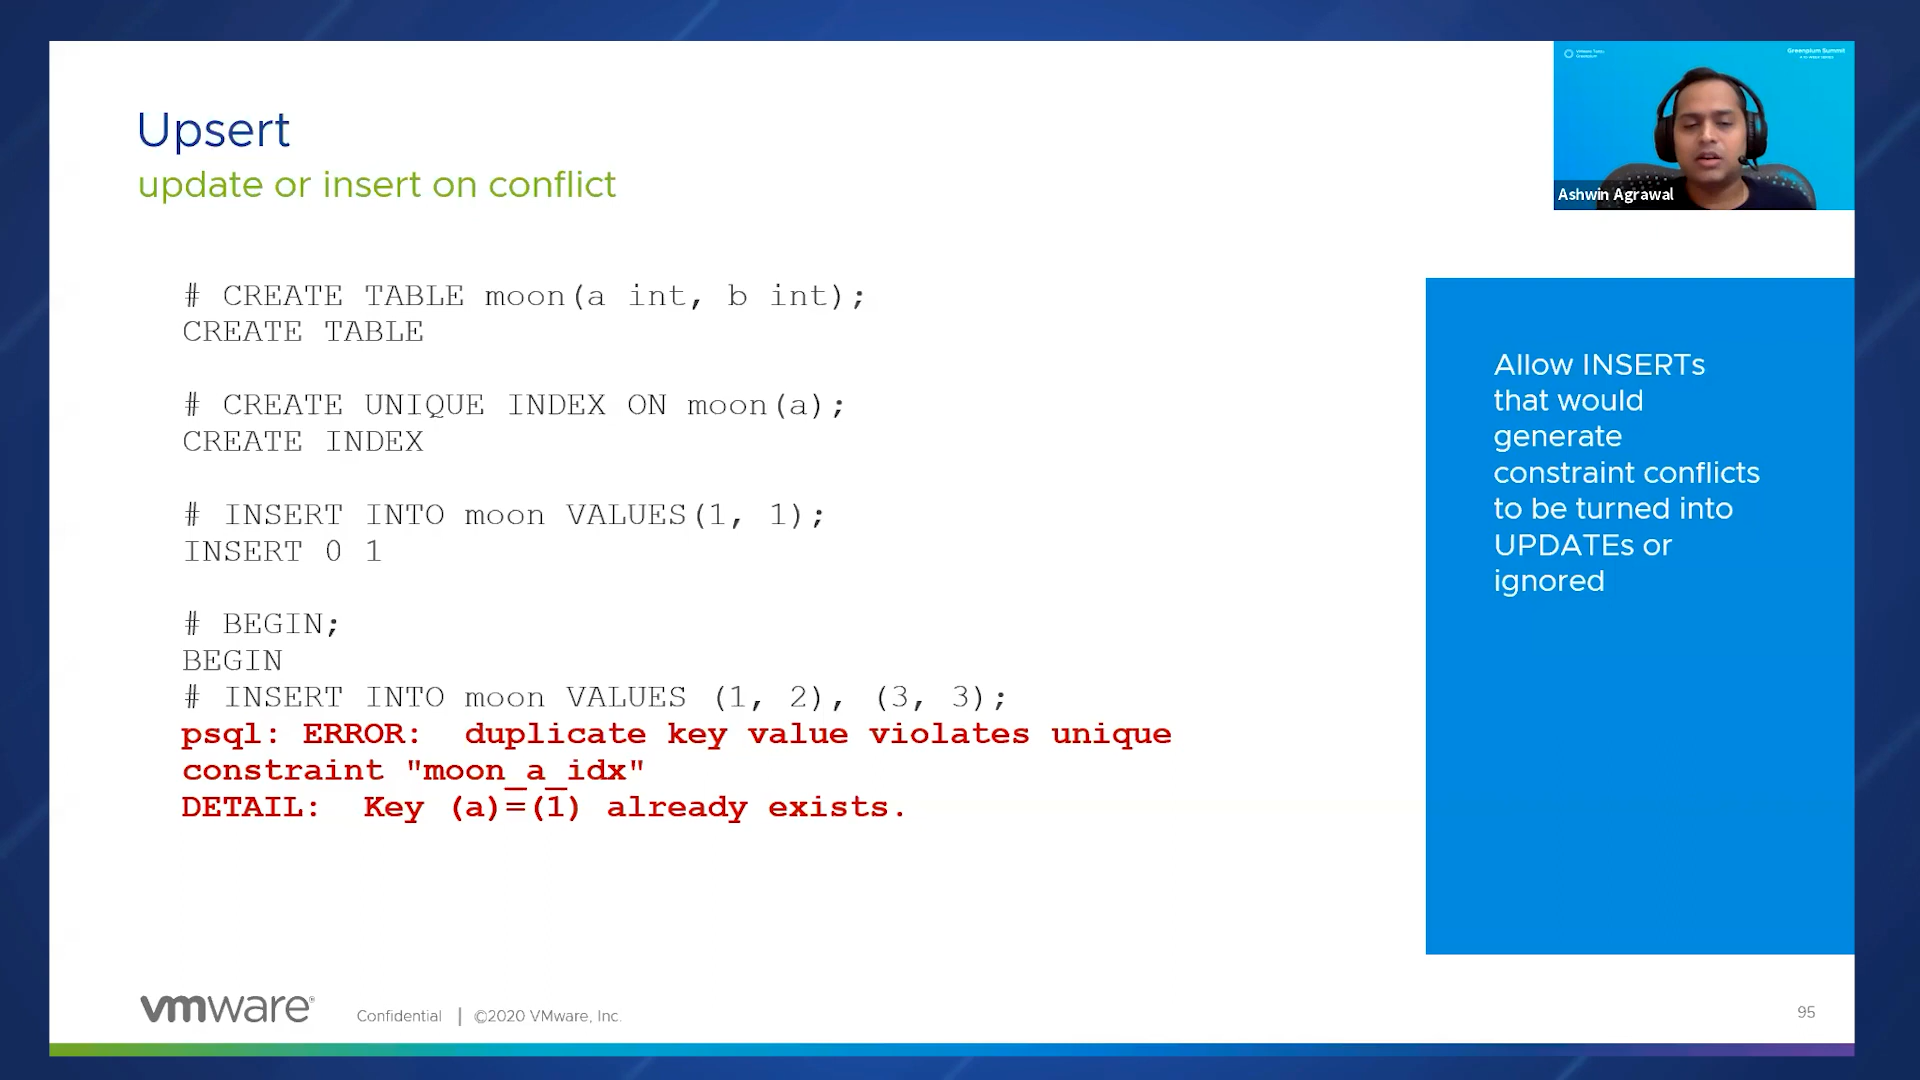 Upsert
update or insert on conflict
Greenplum Summit
Ashwin Agrawal
# CREATE TABLE moon(a int, b int);
CREATE TABLE
# CREATE UNIQUE INDEX ON moon(a);
CREATE INDEX
# INSERT INTO moon VALUES(1, 1);
INSERT 0 1
# BEGIN;
BEGIN
# INSERT INTO moon VALUES (1, 2), (3, 3);
psql: ERROR:  duplicate key value violates unique
constraint "moon_a_idx"
DETAIL:  Key (a)=(1) already exists.
Allow INSERTs
that would
generate
constraint conflicts
to be turned into
UPDATEs or
ignored
vmware®
Confidential | ©2020 VMware, Inc.
95